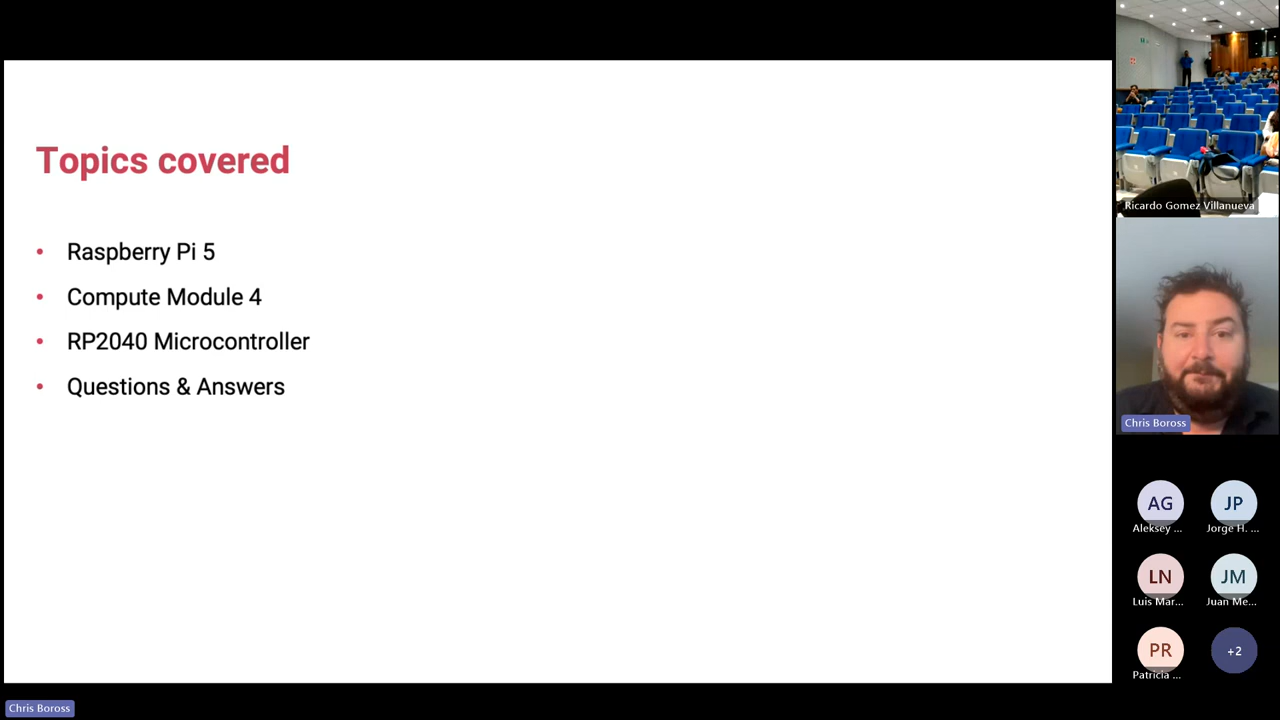 Topics covered
• Raspberry Pi 5
• Compute Module 4
• RP2040 Microcontroller
• Questions & Answers
Chris Boross
Ricardo Gomez Villanueva
Chris Boross
AG
Aleksey ...
JP
Jorge H. ...
LN
Luis Mar...
JM
Juan Me...
PR
Patricia ...
+2